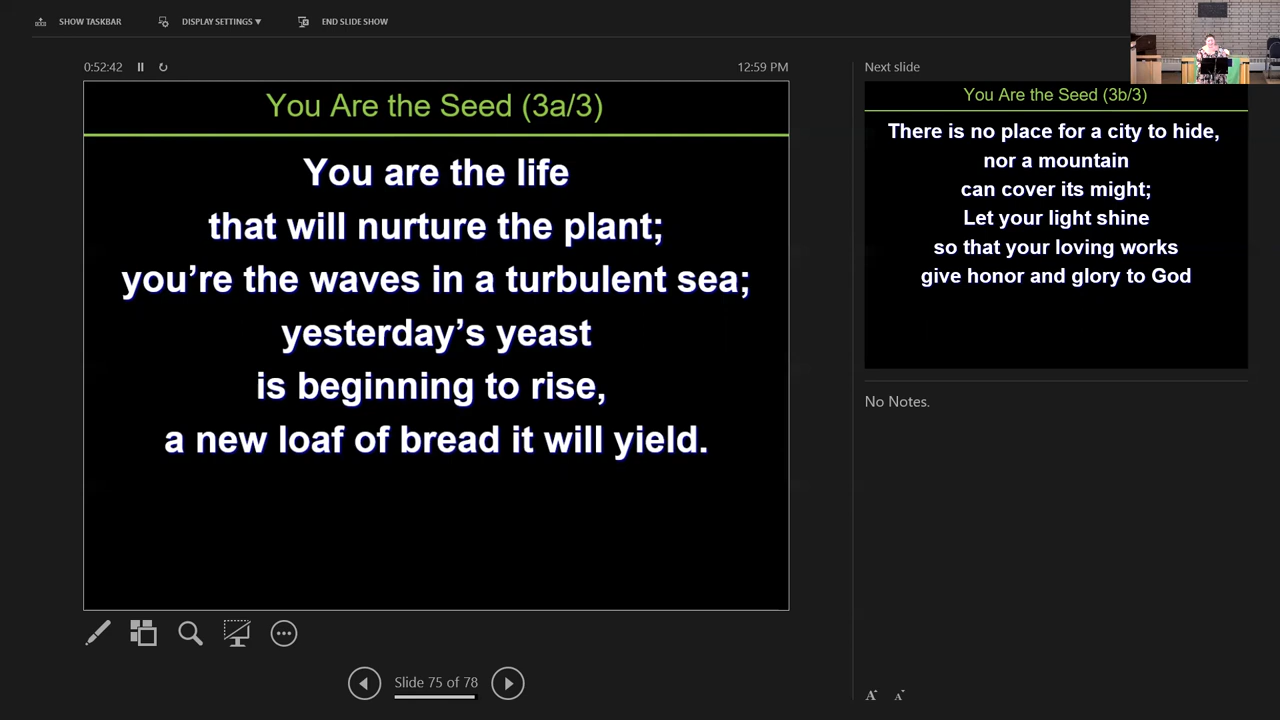 SHOW TASKBAR
DISPLAY SETTINGS ▼
END SLIDE SHOW
0:52:42
12:59 PM
You Are the Seed (3a/3)
You are the life
that will nurture the plant;
you’re the waves in a turbulent sea;
yesterday’s yeast
is beginning to rise,
a new loaf of bread it will yield.
Slide 75 of 78
Next slide
You Are the Seed (3b/3)
There is no place for a city to hide,
nor a mountain
can cover its might;
Let your light shine
so that your loving works
give honor and glory to God
No Notes.
A A